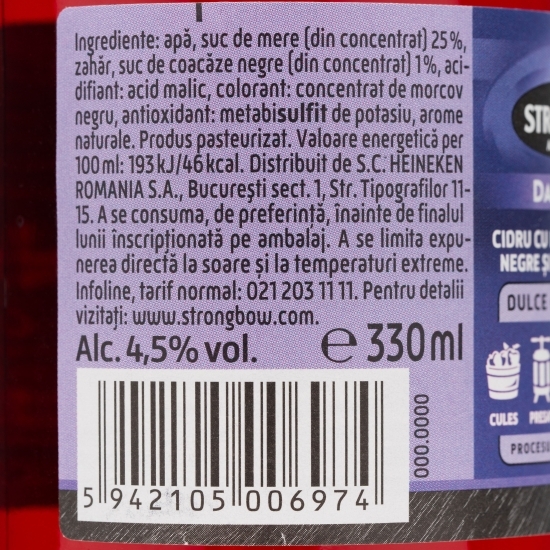 Ingrediente: apă, suc de mere (din concentrat) 25%,
zahăr, suc de coacăze negre (din concentrat) 1%, aci-
difiant: acid malic, colorant: concentrat de morcov
negru, antioxidant: metabisulfit de potasiu, arome
naturale. Produs pasteurizat. Valoare energetică per
100 ml: 193 kJ/46 kcal. Distribuit de S.C. HEINEKEN
ROMANIA S.A., București sect. 1, Str. Tipografilor 11-
15. A se consuma, de preferință, înainte de finalul
lunii inscripționată pe ambalaj. A se limita expu-
nerea directă la soare și la temperaturi extreme.
Infoline, tarif normal: 021 203 11 11. Pentru detalii
vizitați: www.strongbow.com.
Alc. 4,5% vol. ℮ 330 ml
5 942105 006974
000.0000
STRO
DA
CIDRU CU
NEGRE Ș
DULCE
CULES PRES
PROCESU